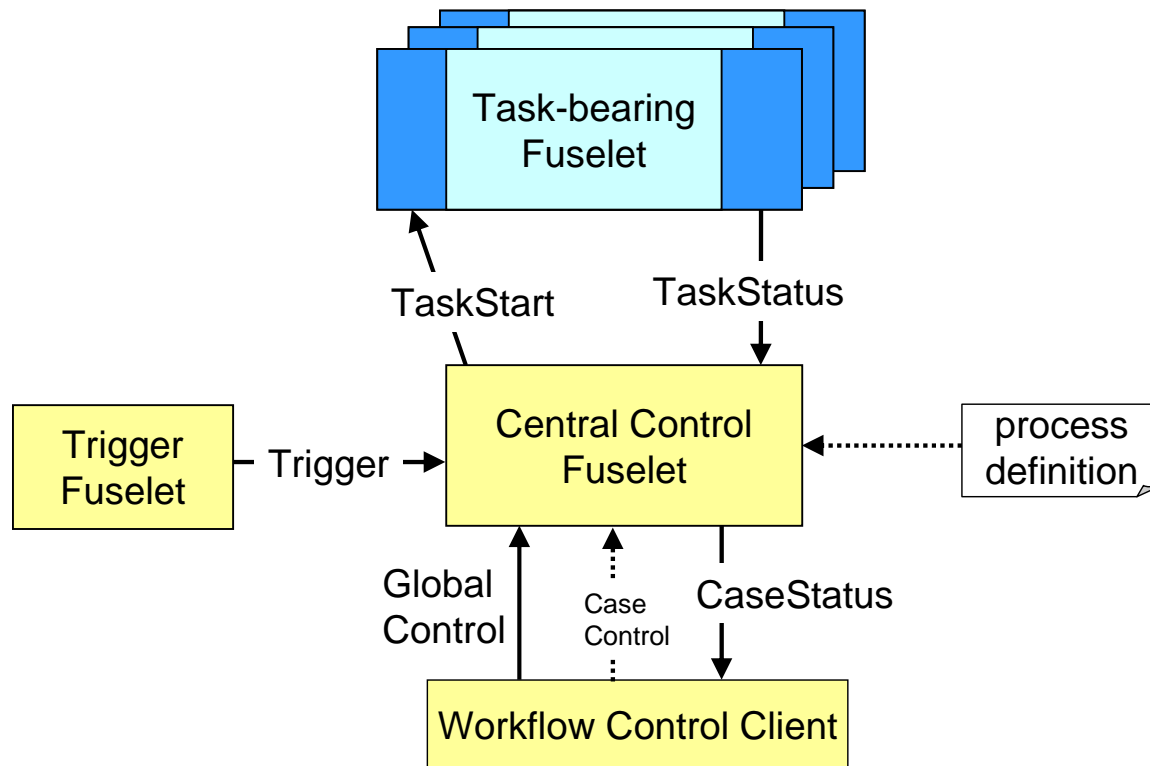 Task-bearing
Fuselet
TaskStart
TaskStatus
Trigger
Fuselet
Trigger
Central Control
Fuselet
process
definition
Global
Control
Case
Control
CaseStatus
Workflow Control Client